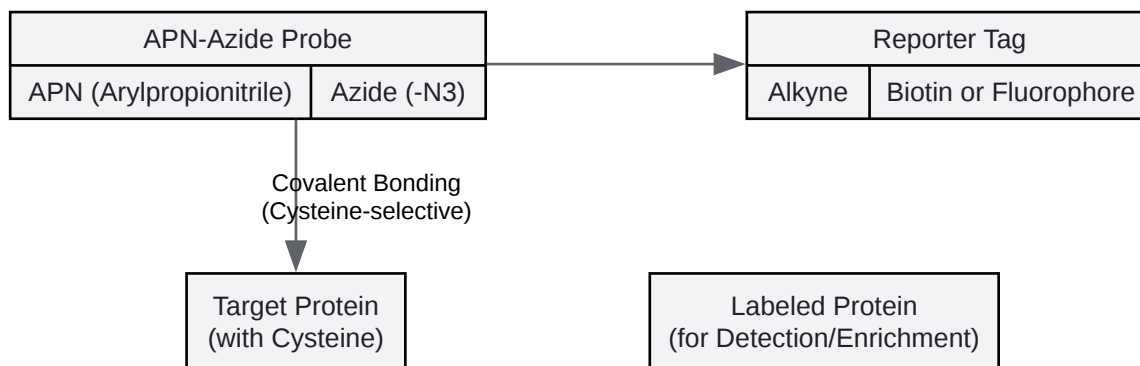 APN-Azide Probe
APN (Arylpropionitrile)
Azide (-N3)
Reporter Tag
Alkyne
Biotin or Fluorophore
Covalent Bonding
(Cysteine-selective)
Target Protein
(with Cysteine)
Labeled Protein
(for Detection/Enrichment)